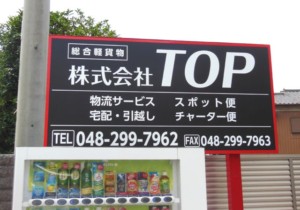 総合軽貨物
株式会社 TOP
物流サービス スポット便
宅配・引越し チャーター便
TEL 048-299-7962 FAX 048-299-7963